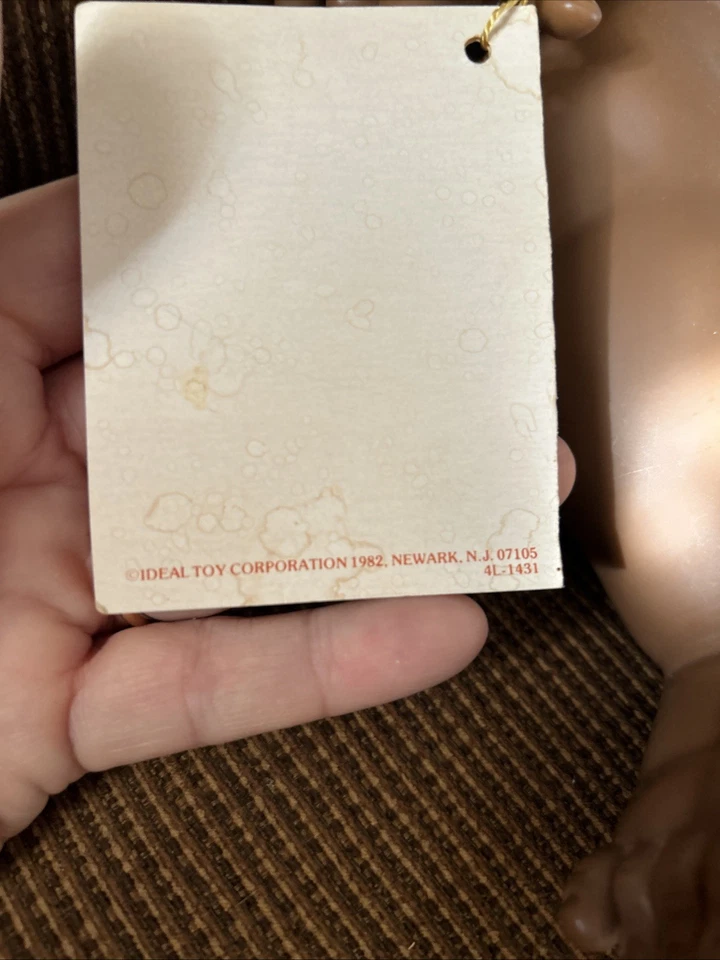 ©IDEAL TOY CORPORATION 1982, NEWARK, N.J. 07105
4L-1431